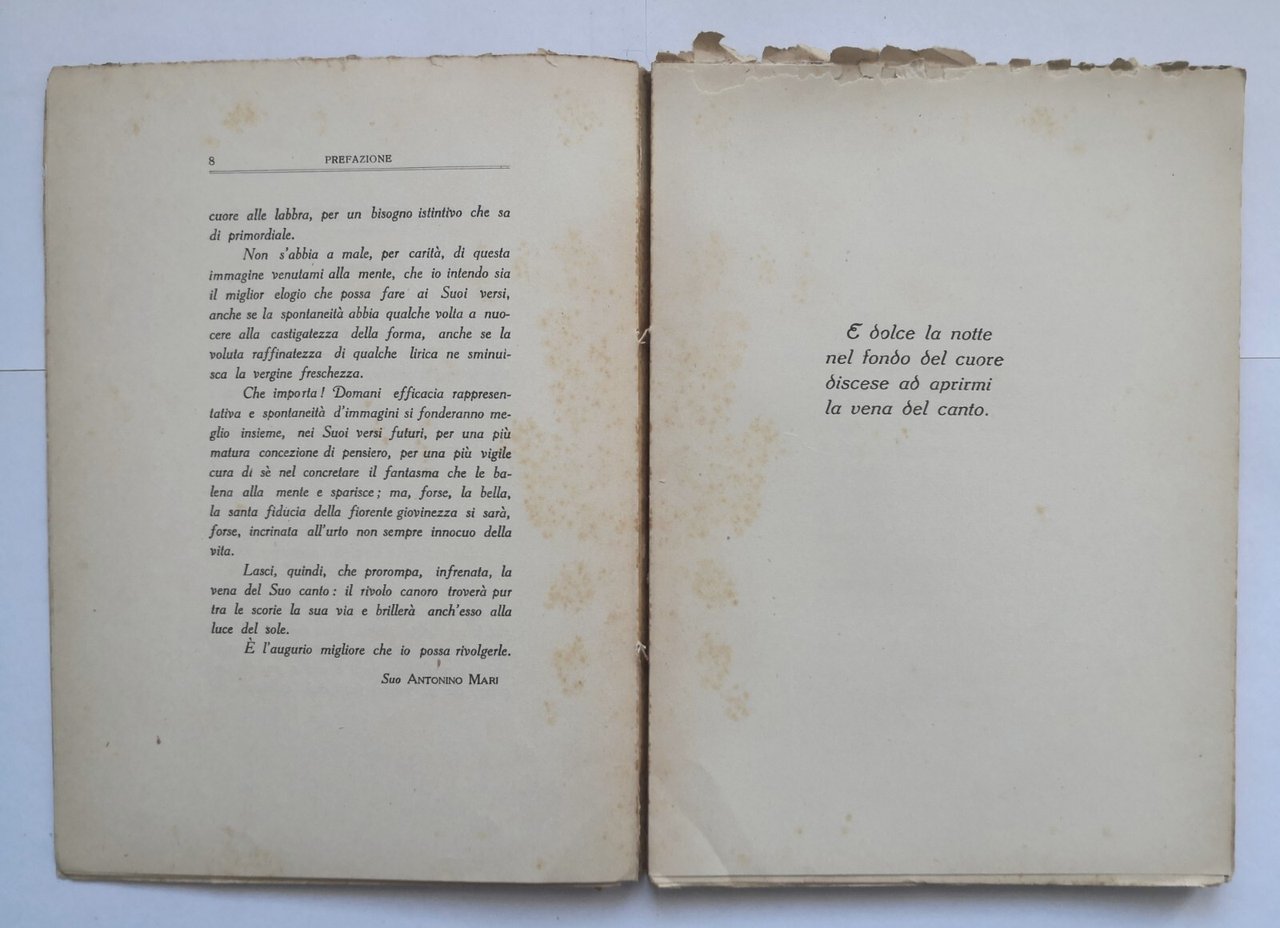 8 PREFAZIONE
cuore alle labbra, per un bisogno istintivo che sa
di primordiale.
Non s'abbia a male, per carità, di questa
immagine venutami alla mente, che io intendo sia
il miglior elogio che possa fare ai Suoi versi,
anche se la spontaneità abbia qualche volta a nuo-
cere alla castigatezza della forma, anche se la
voluta raffinatezza di qualche lirica ne sminui-
sca la vergine freschezza.
Che importa! Domani efficacia rappresen-
tativa e spontaneità d'immagini si fonderanno me-
glio insieme, nei Suoi versi futuri, per una più
matura concezione di pensiero, per una più vigile
cura di sè nel concretare il fantasma che le ba-
lena alla mente e sparisce; ma, forse, la bella,
la santa fiducia della fiorente giovinezza si sarà,
forse, incrinata all'urto non sempre innocuo della
vita.
Lasci, quindi, che prorompa, infrenata, la
vena del Suo canto: il rivolo canoro troverà pur
tra le scorie la sua via e brillerà anch'esso alla
luce del sole.
È l'augurio migliore che io possa rivolgerle.
Suo ANTONINO MARI
E dolce la notte
nel fondo del cuore
discese ad aprirmi
la vena del canto.